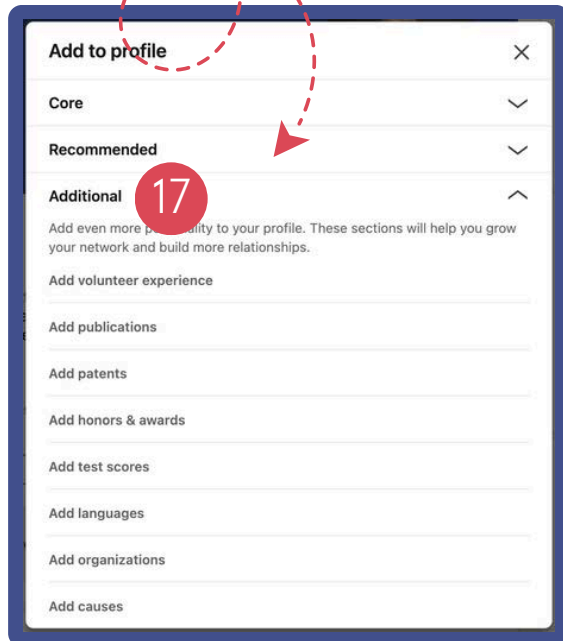 Add to profile
Core
Recommended
Additional
17
Add even more ality to your profile. These sections will help you grow
your network and build more relationships.
Add volunteer experience
Add publications
Add patents
Add honors & awards
Add test scores
Add languages
Add organizations
Add causes